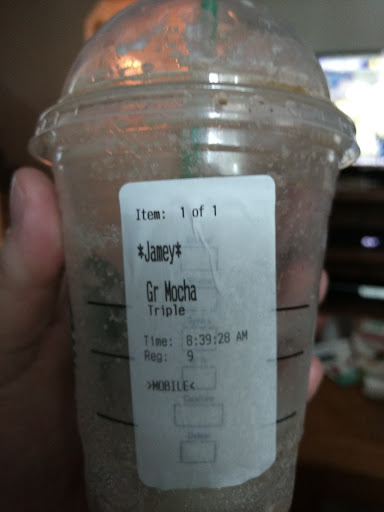 Item: 1 of 1
*Jamey*
Gr Mocha
Triple
Time: 8:39:28 AM
Reg: 9
>MOBILE<